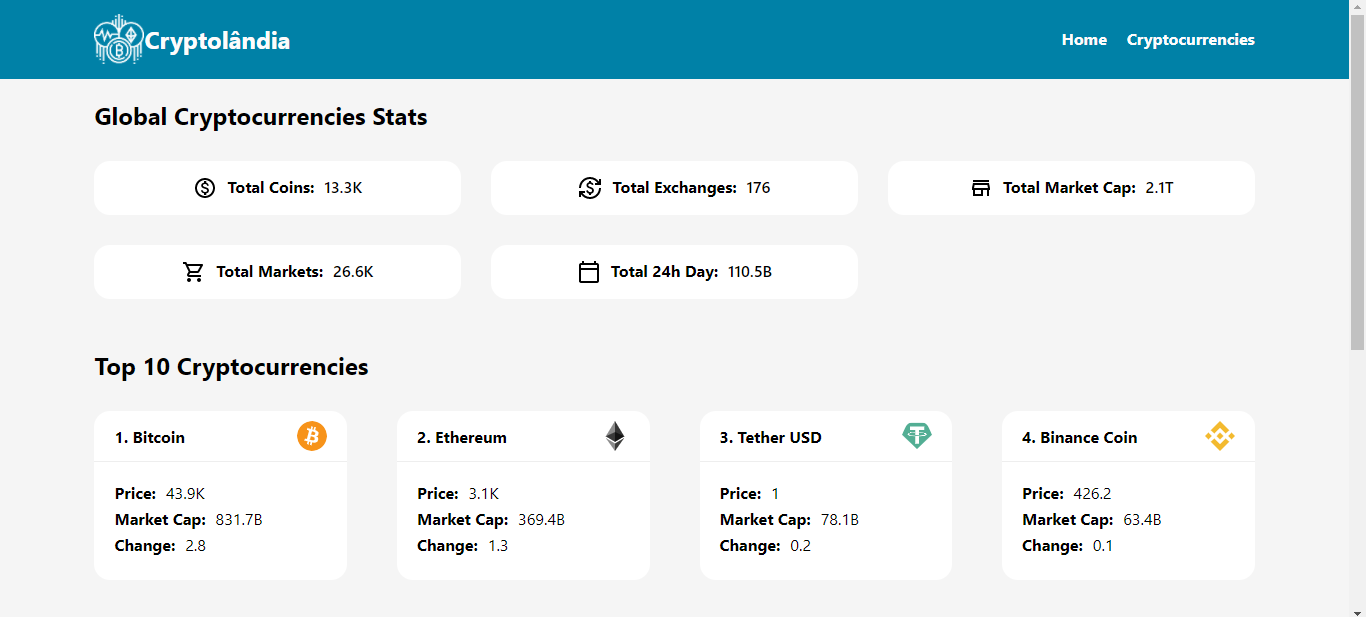 Cryptolândia
Home Cryptocurrencies
Global Cryptocurrencies Stats
Total Coins: 13.3K
Total Exchanges: 176
Total Market Cap: 2.1T
Total Markets: 26.6K
Total 24h Day: 110.5B
Top 10 Cryptocurrencies
1. Bitcoin
Price: 43.9K
Market Cap: 831.7B
Change: 2.8
2. Ethereum
Price: 3.1K
Market Cap: 369.4B
Change: 1.3
3. Tether USD
Price: 1
Market Cap: 78.1B
Change: 0.2
4. Binance Coin
Price: 426.2
Market Cap: 63.4B
Change: 0.1